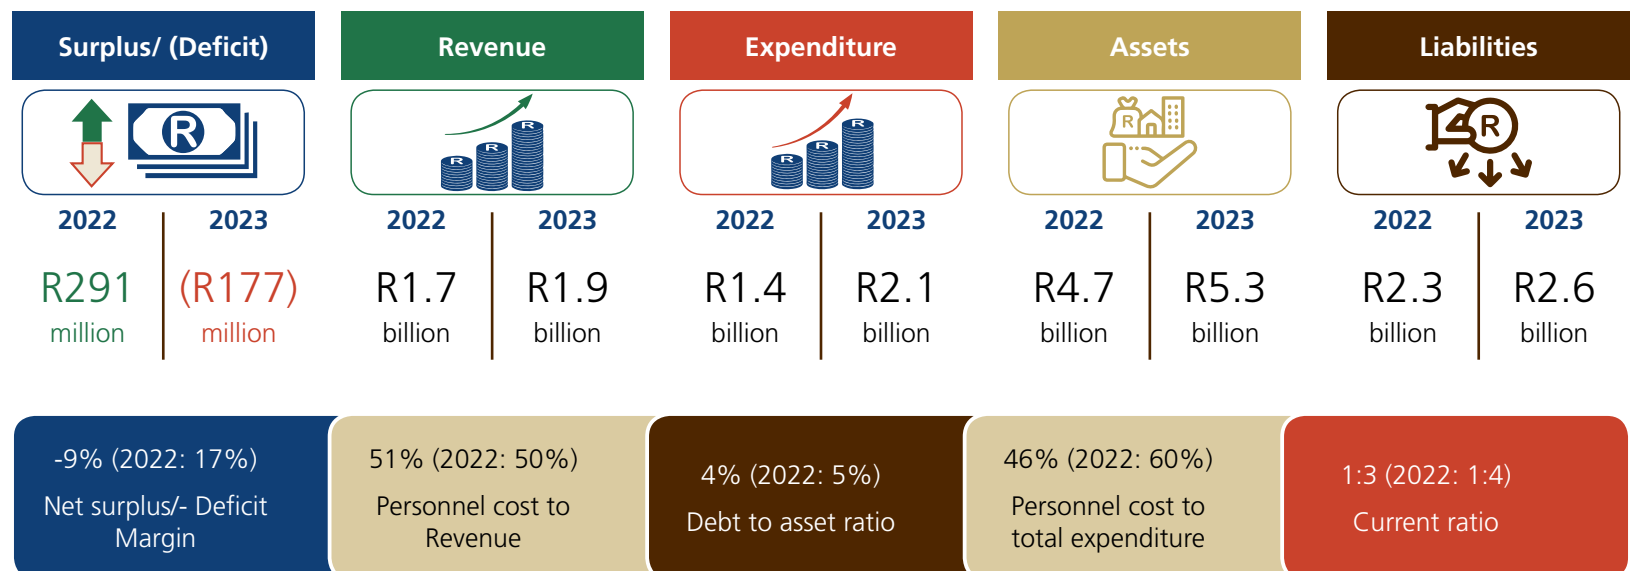 Surplus/ (Deficit)
Revenue
Expenditure
Assets
Liabilities
R
R R R
R R R
R
R
2022 2023
2022 2023
2022 2023
2022 2023
2022 2023
R291 (R177)
million million
R1.7 R1.9
billion billion
R1.4 R2.1
billion billion
R4.7 R5.3
billion billion
R2.3 R2.6
billion billion
-9% (2022: 17%)
Net surplus/- Deficit
Margin
51% (2022: 50%)
Personnel cost to
Revenue
4% (2022: 5%)
Debt to asset ratio
46% (2022: 60%)
Personnel cost to
total expenditure
1:3 (2022: 1:4)
Current ratio